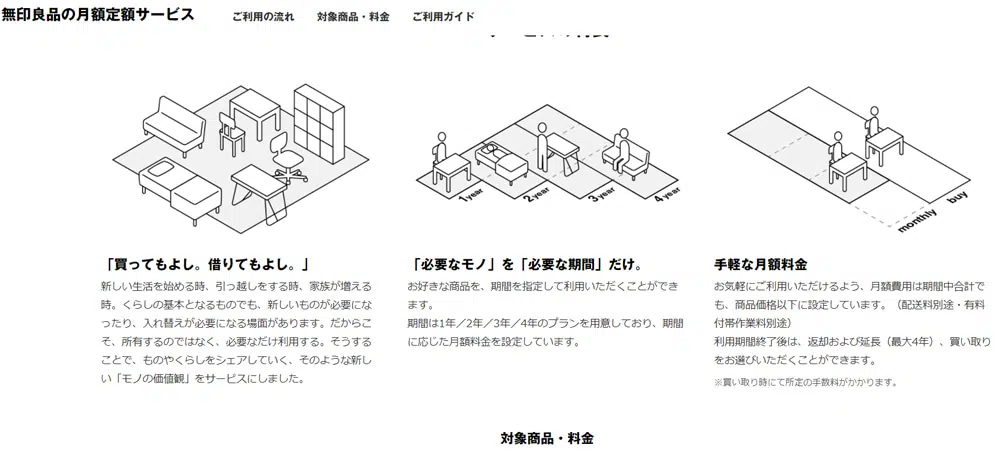 無印良品の月額定額サービス ご利用の流れ 対象商品・料金 ご利用ガイド
1 year 2 year 3 year 4 year
monthly buy
「買ってもよし。借りてもよし。」
新しい生活を始める時、引っ越しをする時、家族が増える
時。くらしの基本となるものでも、新しいものが必要にな
ったり、入れ替えが必要になる場面があります。だからこ
そ、所有するのではなく、必要なだけ利用する。そうする
ことで、ものやくらしをシェアしていく、そのような新し
い「モノの価値観」をサービスにしました。
「必要なモノ」を「必要な期間」だけ。
お好きな商品を、期間を指定して利用いただくことができ
ます。
期間は1年／2年／3年／4年のプランを用意しており、期間
に応じた月額料金を設定しています。
手軽な月額料金
お気軽にご利用いただけるよう、月額費用は期間中合計で
も、商品価格以下に設定しています。（配送料別途・有料
付帯作業料別途）
利用期間終了後は、返却および延長（最大4年）、買い取り
をお選びいただくことができます。
※買い取り時にて所定の手数料がかかります。
対象商品・料金